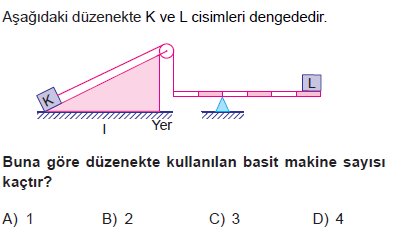 Aşağıdaki düzenekte K ve L cisimleri dengededir.
K
L
I
Yer
Buna göre düzenekte kullanılan basit makine sayısı
kaçtır?
A) 1 B) 2 C) 3 D) 4